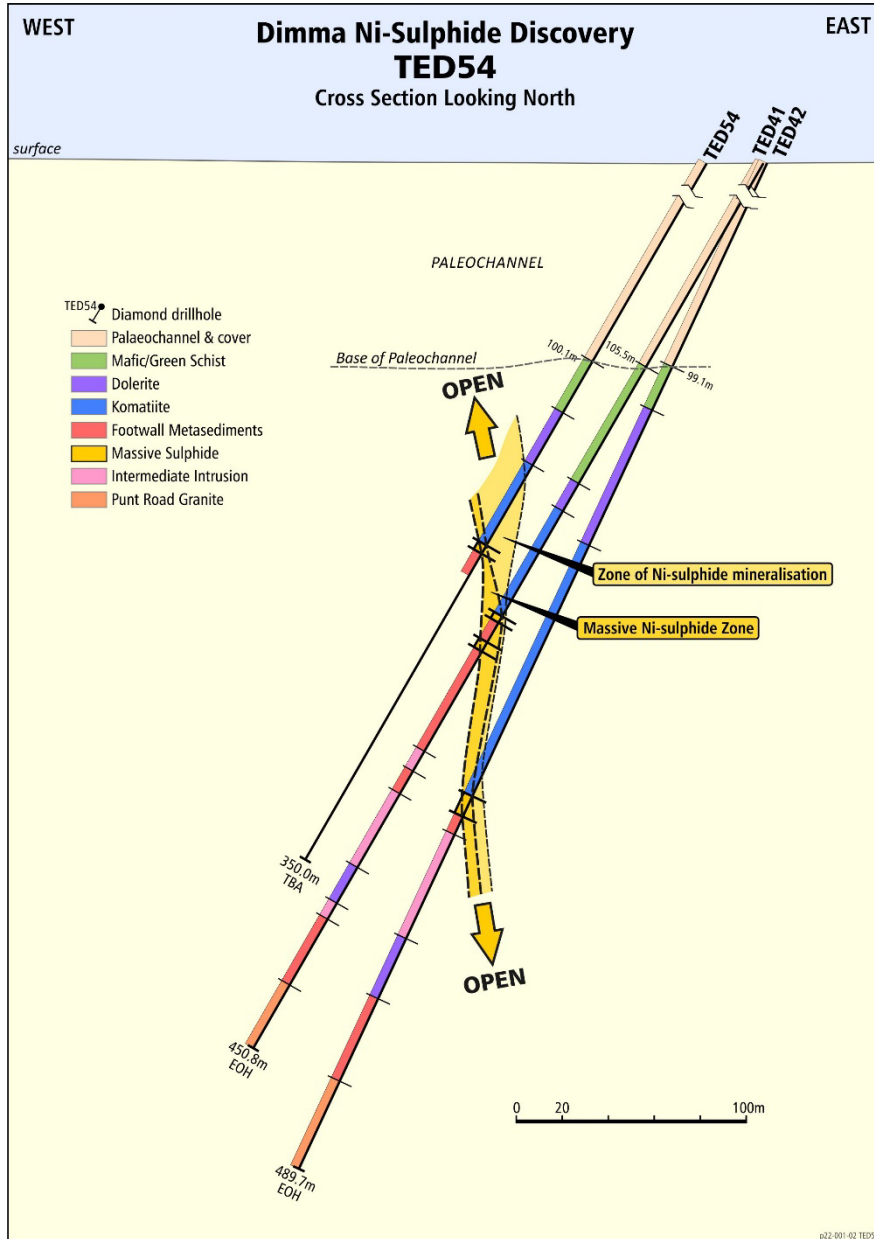 WEST
Dimma Ni-Sulphide Discovery
EAST
TED54
Cross Section Looking North
surface
TED54
TED41
TED42
PALEOCHANNEL
TED54
Diamond drillhole
Palaeochannel & cover
Mafic/Green Schist
Dolerite
Komatiite
Footwall Metasediments
Massive Sulphide
Intermediate Intrusion
Punt Road Granite
Base of Paleochannel
100.1m
105.5m
99.1m
OPEN
Zone of Ni-sulphide mineralisation
Massive Ni-sulphide Zone
350.0m
TBA
OPEN
450.8m
EOH
489.7m
EOH
0 20 100m